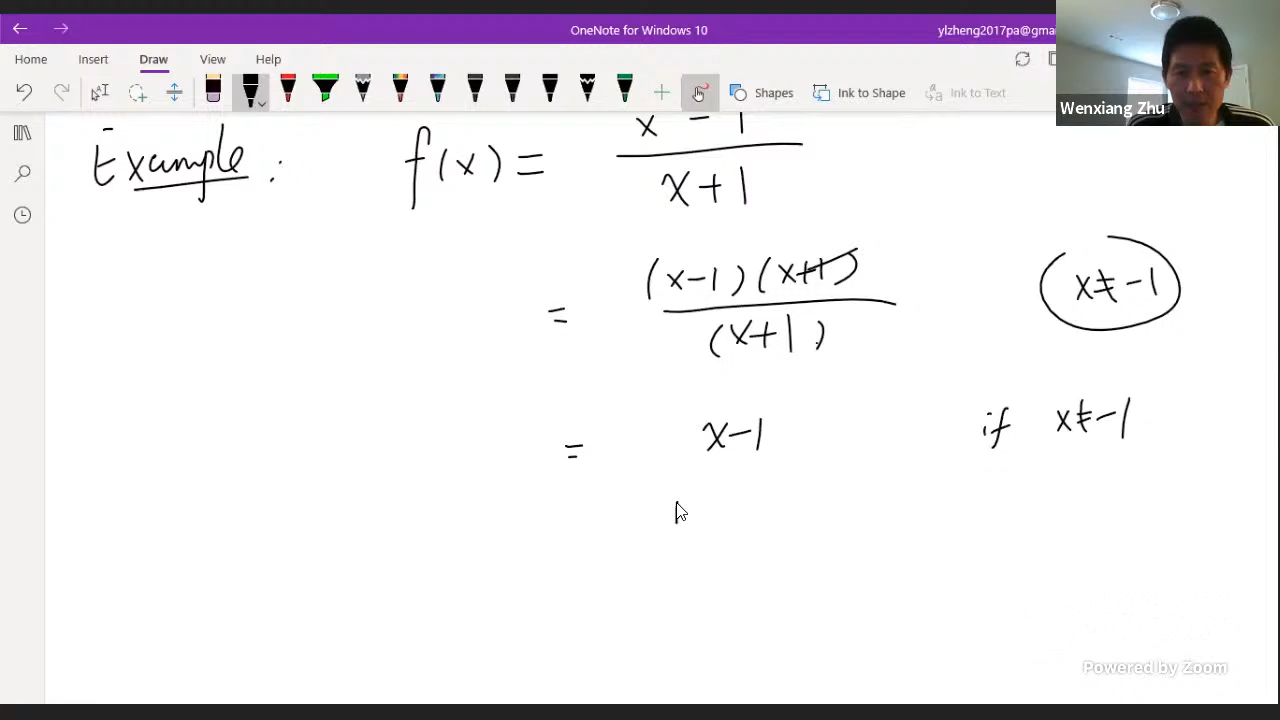 OneNote for Windows 10
ylzheng2017pa@gma
Home Insert Draw View Help
Shapes Ink to Shape Ink to Text
Wenxiang Zhu
x - 1
Example : f(x) = ———
x+1
= (x-1)(x+1) x≠-1
(x+1)
= x-1 if x≠-1
Powered by Zoom